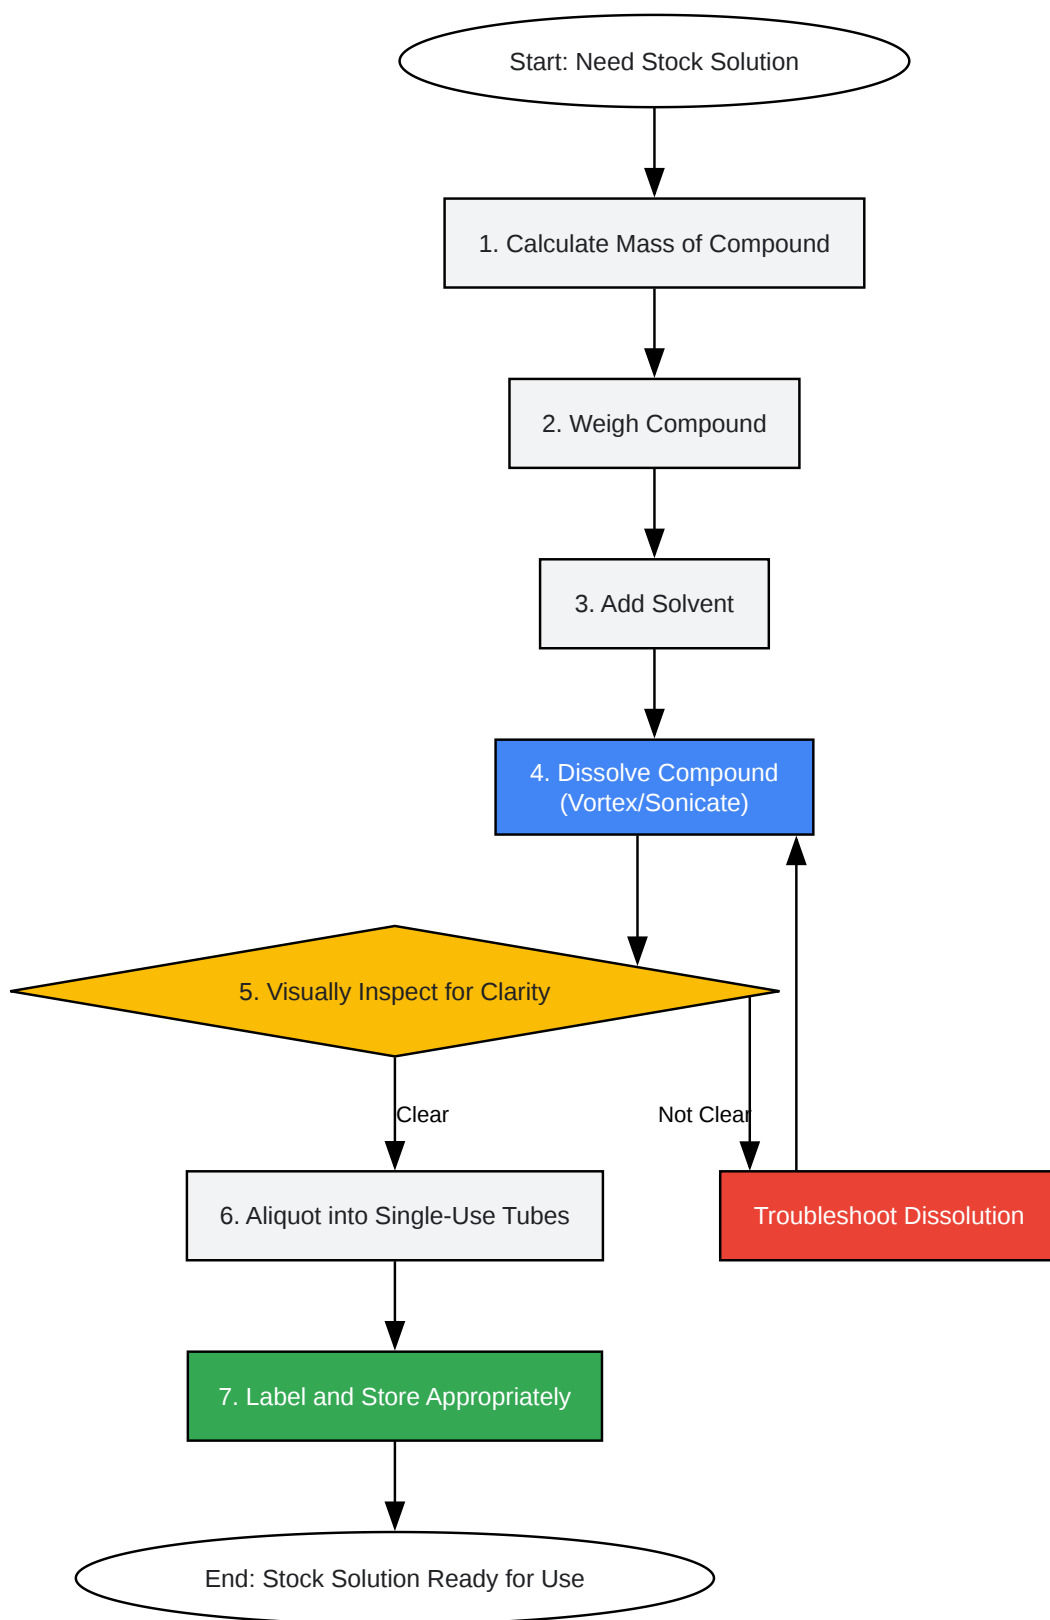 Start: Need Stock Solution
1. Calculate Mass of Compound
2. Weigh Compound
3. Add Solvent
4. Dissolve Compound
(Vortex/Sonicate)
5. Visually Inspect for Clarity
Clear
Not Clear
6. Aliquot into Single-Use Tubes
Troubleshoot Dissolution
7. Label and Store Appropriately
End: Stock Solution Ready for Use